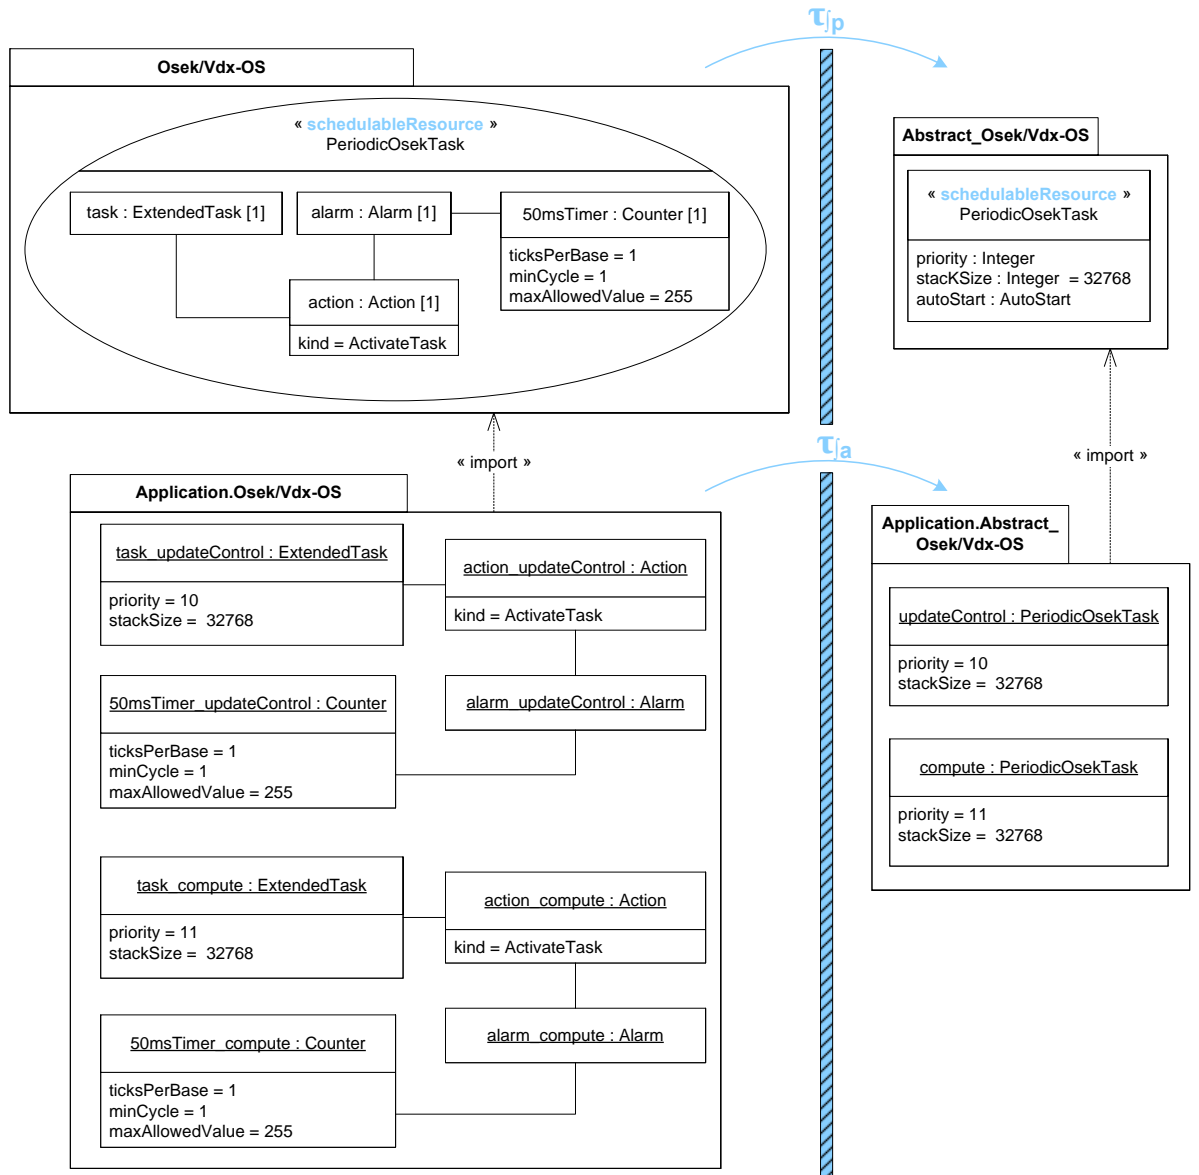 τ∫p
Osek/Vdx-OS
« schedulableResource »
PeriodicOsekTask
task : ExtendedTask [1]
alarm : Alarm [1]
50msTimer : Counter [1]
ticksPerBase = 1
minCycle = 1
maxAllowedValue = 255
action : Action [1]
kind = ActivateTask
Abstract_Osek/Vdx-OS
« schedulableResource »
PeriodicOsekTask
priority : Integer
stacKSize : Integer = 32768
autoStart : AutoStart
« import »
« import »
τ∫a
Application.Osek/Vdx-OS
task_updateControl : ExtendedTask
priority = 10
stackSize = 32768
action_updateControl : Action
kind = ActivateTask
50msTimer_updateControl : Counter
ticksPerBase = 1
minCycle = 1
maxAllowedValue = 255
alarm_updateControl : Alarm
task_compute : ExtendedTask
priority = 11
stackSize = 32768
action_compute : Action
kind = ActivateTask
50msTimer_compute : Counter
ticksPerBase = 1
minCycle = 1
maxAllowedValue = 255
alarm_compute : Alarm
Application.Abstract_
Osek/Vdx-OS
updateControl : PeriodicOsekTask
priority = 10
stackSize = 32768
compute : PeriodicOsekTask
priority = 11
stackSize = 32768